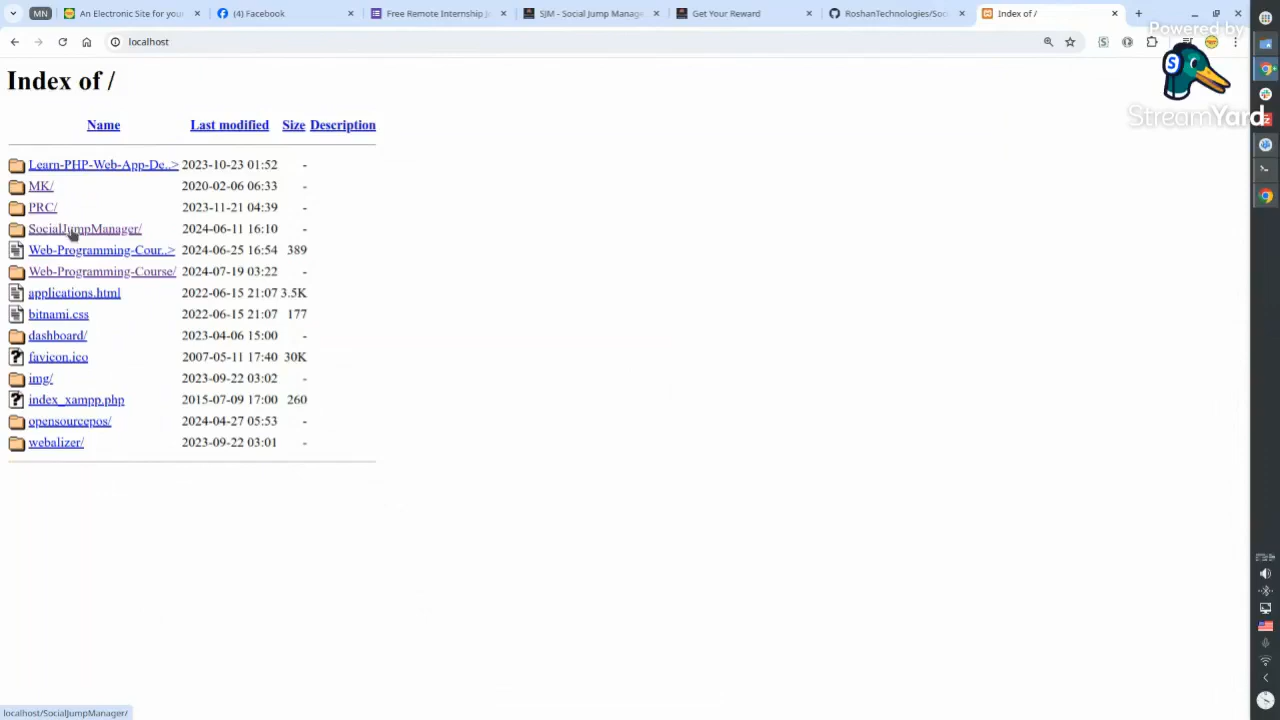 MN
An Electronic Site for your
(4) Facebook
Free Remote Internship
SJM - Social Jump Manage
Get Your Reward
RoshanTechnologies/Soc
Index of /
localhost
Powered by
StreamYard
Index of /
Name Last modified Size Description
Learn-PHP-Web-App-De..> 2023-10-23 01:52 -
MK/ 2020-02-06 06:33 -
PRC/ 2023-11-21 04:39 -
SocialJumpManager/ 2024-06-11 16:10 -
Web-Programming-Cour..> 2024-06-25 16:54 389
Web-Programming-Course/ 2024-07-19 03:22 -
applications.html 2022-06-15 21:07 3.5K
bitnami.css 2022-06-15 21:07 177
dashboard/ 2023-04-06 15:00 -
favicon.ico 2007-05-11 17:40 30K
img/ 2023-09-22 03:02 -
index_xampp.php 2015-07-09 17:00 260
opensourcepos/ 2024-04-27 05:53 -
webalizer/ 2023-09-22 03:01 -
localhost/SocialJumpManager/